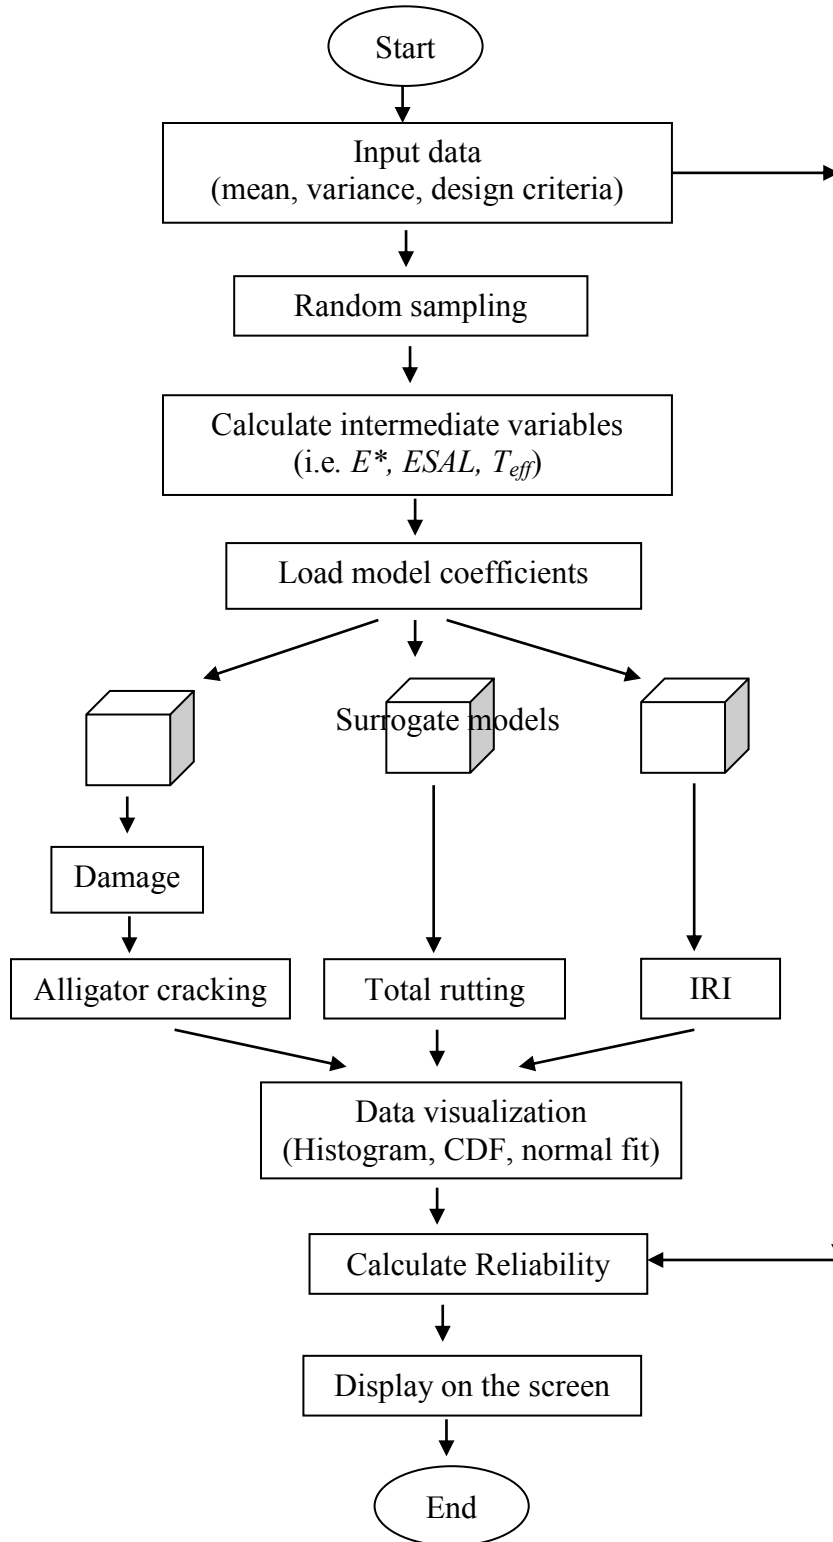 Start
Input data
(mean, variance, design criteria)
Random sampling
Calculate intermediate variables
(i.e. E*, ESAL, Teff)
Load model coefficients
Surrogate models
Damage
Alligator cracking
Total rutting
IRI
Data visualization
(Histogram, CDF, normal fit)
Calculate Reliability
Display on the screen
End